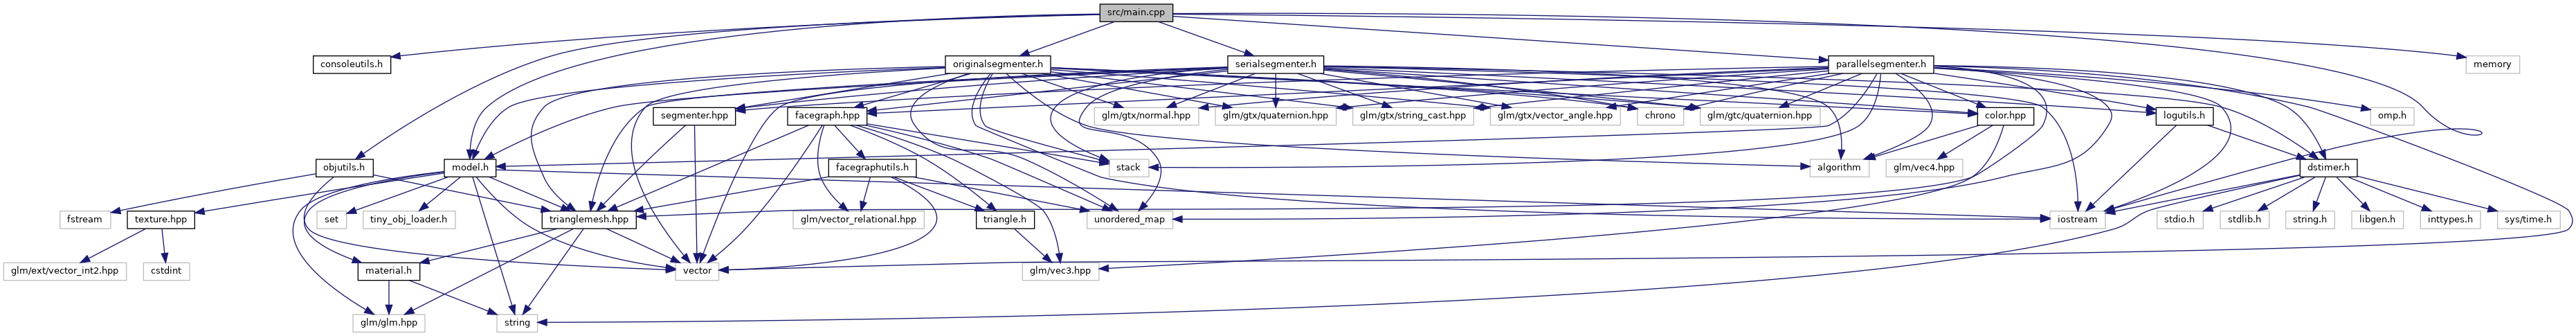 src/main.cpp
consoleutils.h
originalsegmenter.h
serialsegmenter.h
parallelsegmenter.h
memory
segmenter.hpp
facegraph.hpp
glm/gtx/normal.hpp
glm/gtx/quaternion.hpp
glm/gtx/string_cast.hpp
glm/gtx/vector_angle.hpp
chrono
glm/gtc/quaternion.hpp
color.hpp
logutils.h
omp.h
objutils.h
model.h
facegraphutils.h
stack
algorithm
glm/vec4.hpp
dstimer.h
fstream
texture.hpp
set
tiny_obj_loader.h
trianglemesh.hpp
glm/vector_relational.hpp
triangle.h
unordered_map
iostream
stdio.h
stdlib.h
string.h
libgen.h
inttypes.h
sys/time.h
glm/ext/vector_int2.hpp
cstdint
material.h
vector
glm/vec3.hpp
glm/glm.hpp
string